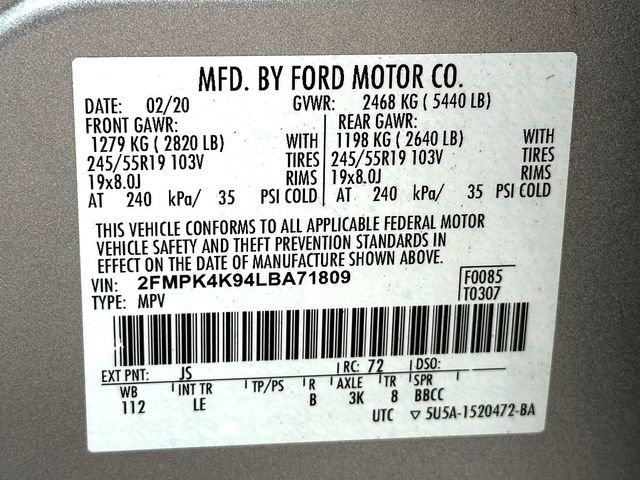 MFD. BY FORD MOTOR CO.
DATE: 02/20 GVWR: 2468 KG ( 5440 LB)
FRONT GAWR: REAR GAWR:
1279 KG ( 2820 LB) WITH 1198 KG ( 2640 LB) WITH
245/55R19 103V TIRES 245/55R19 103V TIRES
19x8.0J RIMS 19x8.0J RIMS
AT 240 kPa/ 35 PSI COLD AT 240 kPa/ 35 PSI COLD
THIS VEHICLE CONFORMS TO ALL APPLICABLE FEDERAL MOTOR
VEHICLE SAFETY AND THEFT PREVENTION STANDARDS IN
EFFECT ON THE DATE OF MANUFACTURE SHOWN ABOVE.
VIN: 2FMPK4K94LBA71809 F0085
TYPE: MPV T0307
EXT PNT: JS RC: 72 DSO:
WB INT TR TP/PS R AXLE TR SPR
112 LE B 3K 8 BBCC
UTC ▽ 5U5A-1520472-BA